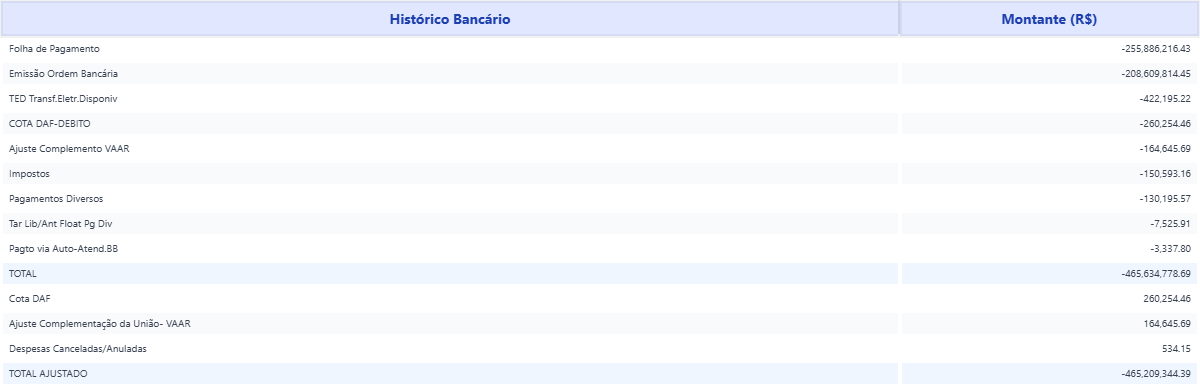 Histórico Bancário Montante (R$)
Folha de Pagamento -255,886,216.43
Emissão Ordem Bancária -208,609,814.45
TED Transf.Eletr.Disponiv -422,195.22
COTA DAF-DEBITO -260,254.46
Ajuste Complemento VAAR -164,645.69
Impostos -150,593.16
Pagamentos Diversos -130,195.57
Tar Lib/Ant Float Pg Div -7,525.91
Pagto via Auto-Atend.BB -3,337.80
TOTAL -465,634,778.69
Cota DAF 260,254.46
Ajuste Complementação da União- VAAR 164,645.69
Despesas Canceladas/Anuladas 534.15
TOTAL AJUSTADO -465,209,344.39